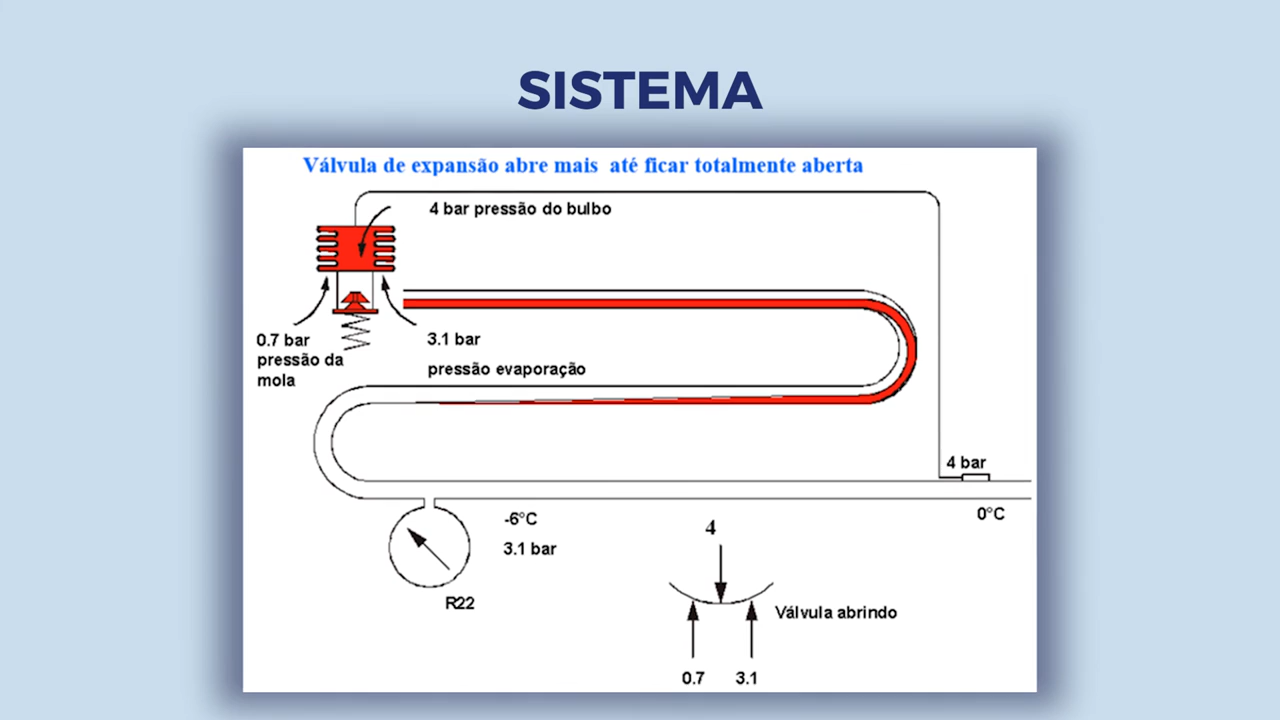 SISTEMA
Válvula de expansão abre mais até ficar totalmente aberta
4 bar pressão do bulbo
0.7 bar
pressão da
mola
3.1 bar
pressão evaporação
4 bar
0°C
-6°C
3.1 bar
R22
4
Válvula abrindo
0.7 3.1